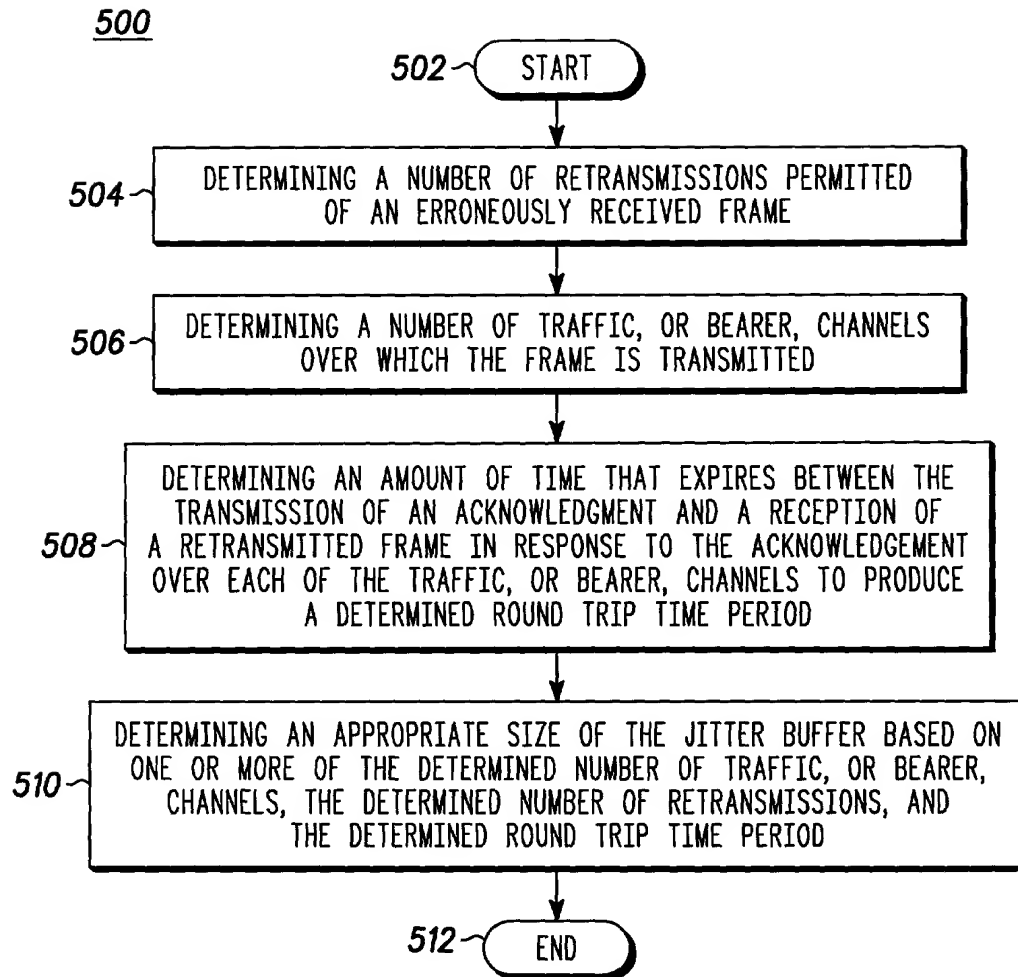 500
502 START
504 DETERMINING A NUMBER OF RETRANSMISSIONS PERMITTED
OF AN ERRONEOUSLY RECEIVED FRAME
506 DETERMINING A NUMBER OF TRAFFIC, OR BEARER, CHANNELS
OVER WHICH THE FRAME IS TRANSMITTED
DETERMINING AN AMOUNT OF TIME THAT EXPIRES BETWEEN THE
TRANSMISSION OF AN ACKNOWLEDGMENT AND A RECEPTION OF
508 A RETRANSMITTED FRAME IN RESPONSE TO THE ACKNOWLEDGEMENT
OVER EACH OF THE TRAFFIC, OR BEARER, CHANNELS TO PRODUCE
A DETERMINED ROUND TRIP TIME PERIOD
DETERMINING AN APPROPRIATE SIZE OF THE JITTER BUFFER BASED ON
510 ONE OR MORE OF THE DETERMINED NUMBER OF TRAFFIC, OR BEARER,
CHANNELS, THE DETERMINED NUMBER OF RETRANSMISSIONS, AND
THE DETERMINED ROUND TRIP TIME PERIOD
512 END